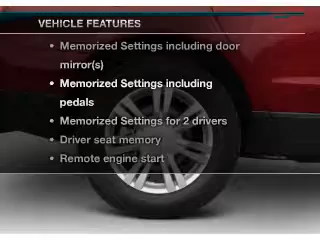 VEHICLE FEATURES
• Memorized Settings including door
mirror(s)
• Memorized Settings including
pedals
• Memorized Settings for 2 drivers
• Driver seat memory
• Remote engine start